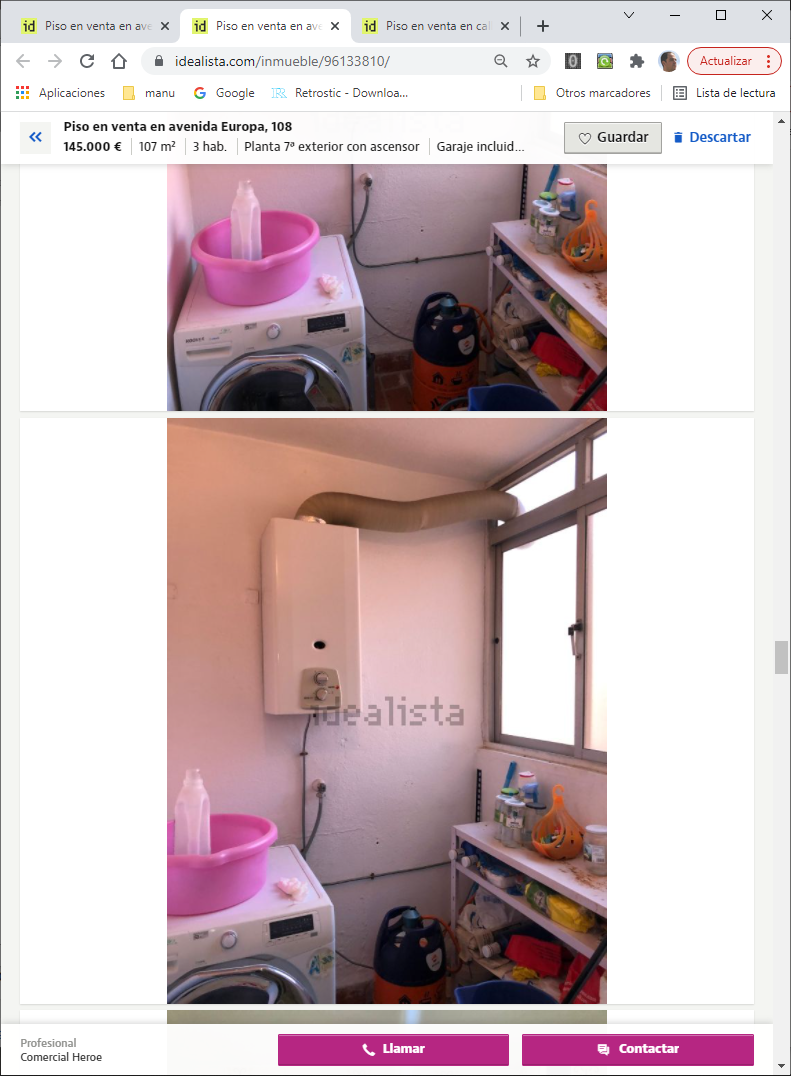 Piso en venta en ave
Piso en venta en ave
Piso en venta en cal
idealista.com/inmueble/96133810/
Actualizar
Aplicaciones
manu
Google
Retrostic - Downloa...
Otros marcadores
Lista de lectura
Piso en venta en avenida Europa, 108
145.000 € 107 m² 3 hab. Planta 7ª exterior con ascensor Garaje incluid...
Guardar
Descartar
idealista
Profesional
Comercial Heroe
Llamar
Contactar